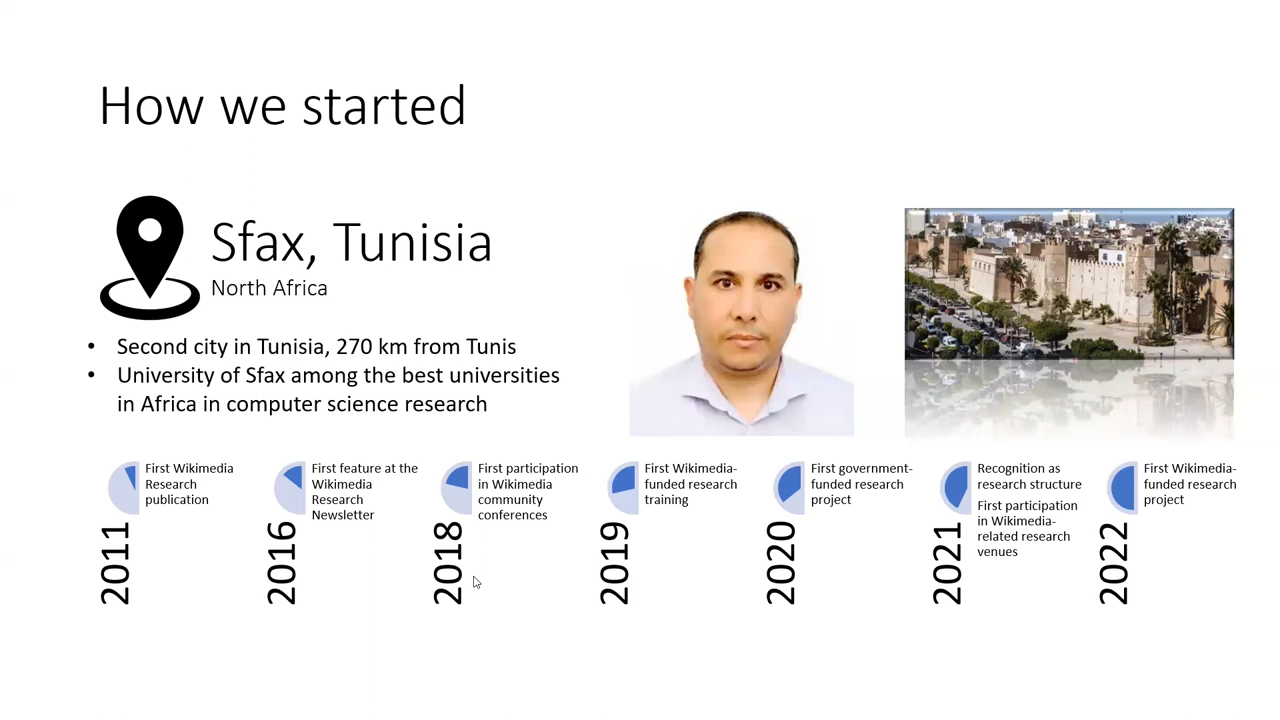 How we started
Sfax, Tunisia
North Africa
• Second city in Tunisia, 270 km from Tunis
• University of Sfax among the best universities
in Africa in computer science research
2011
First Wikimedia
Research
publication
2016
First feature at the
Wikimedia
Research
Newsletter
2018
First participation
in Wikimedia
community
conferences
2019
First Wikimedia-
funded research
training
2020
First government-
funded research
project
2021
Recognition as
research structure
First participation
in Wikimedia-
related research
venues
2022
First Wikimedia-
funded research
project